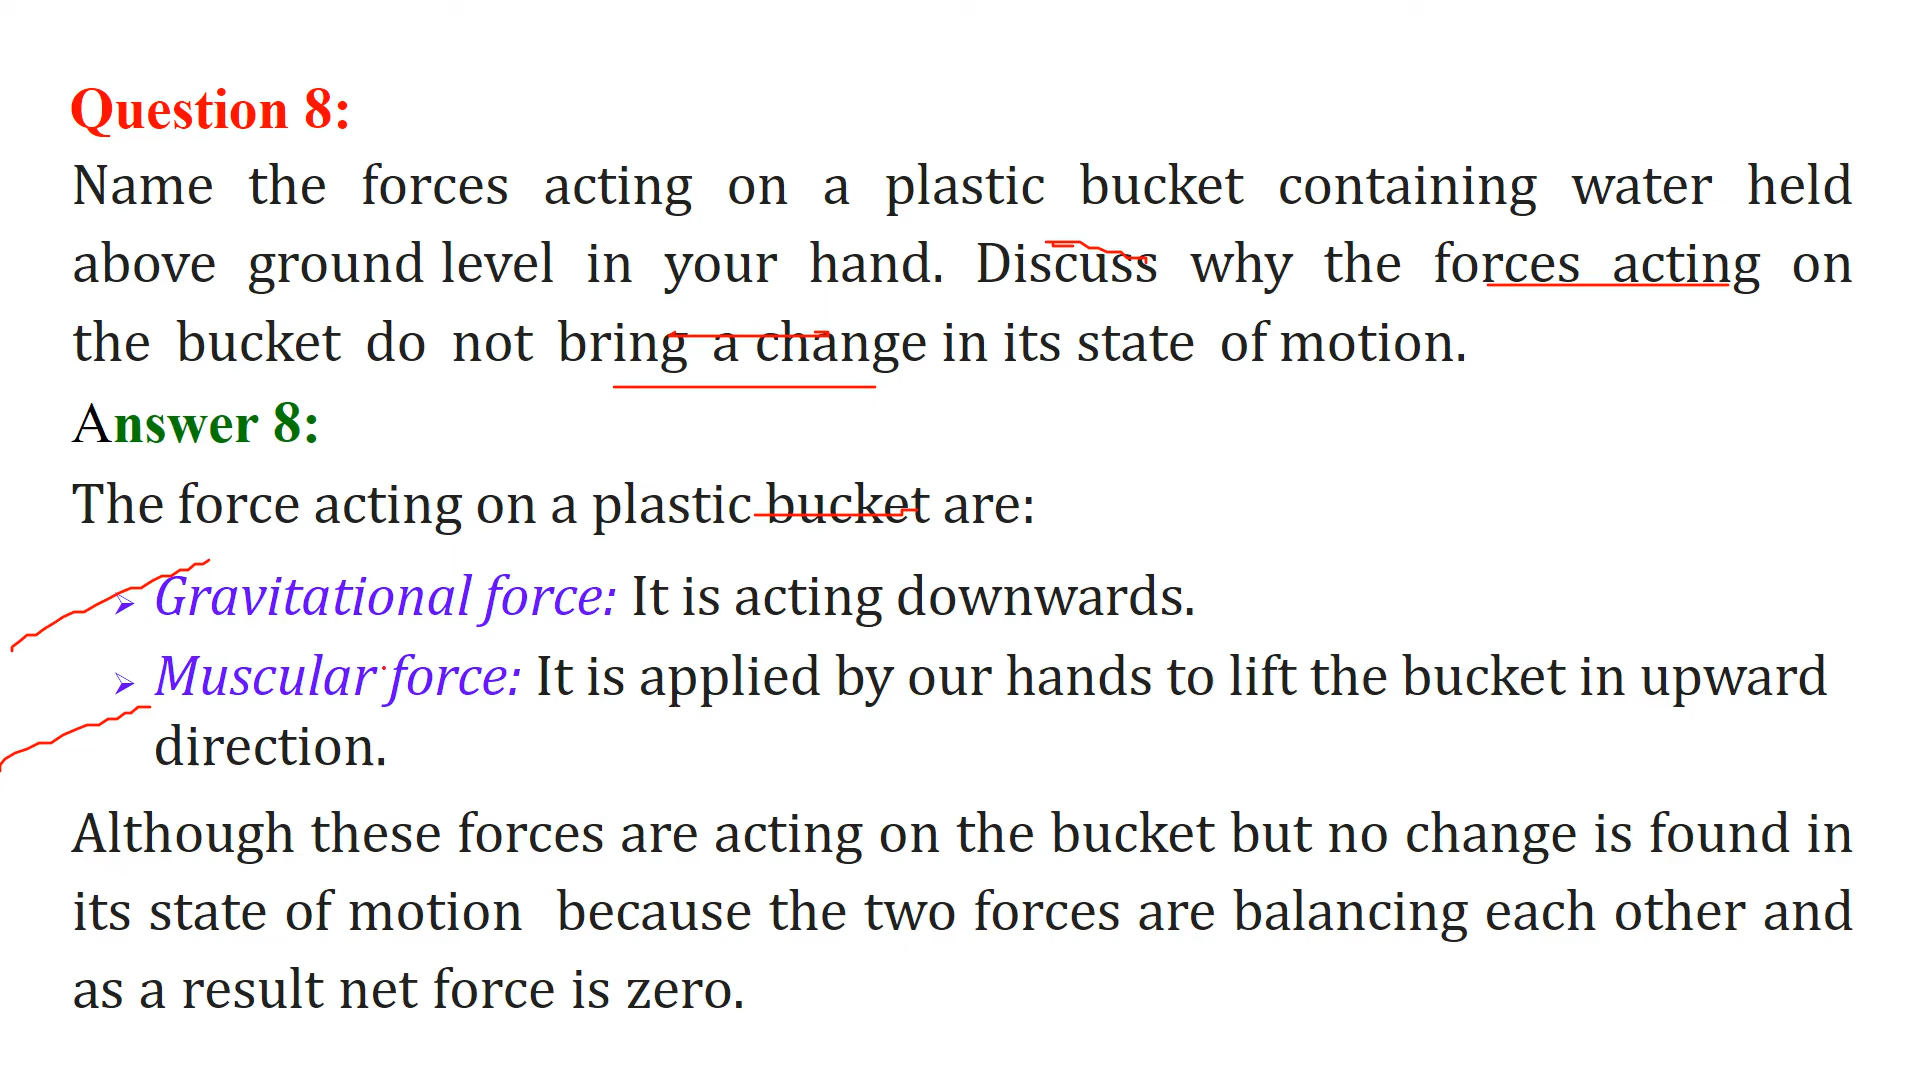 Question 8:
Name the forces acting on a plastic bucket containing water held
above ground level in your hand. Discuss why the forces acting on
the bucket do not bring a change in its state of motion.
Answer 8:
The force acting on a plastic bucket are:
➢ Gravitational force: It is acting downwards.
➢ Muscular force: It is applied by our hands to lift the bucket in upward
direction.
Although these forces are acting on the bucket but no change is found in
its state of motion because the two forces are balancing each other and
as a result net force is zero.